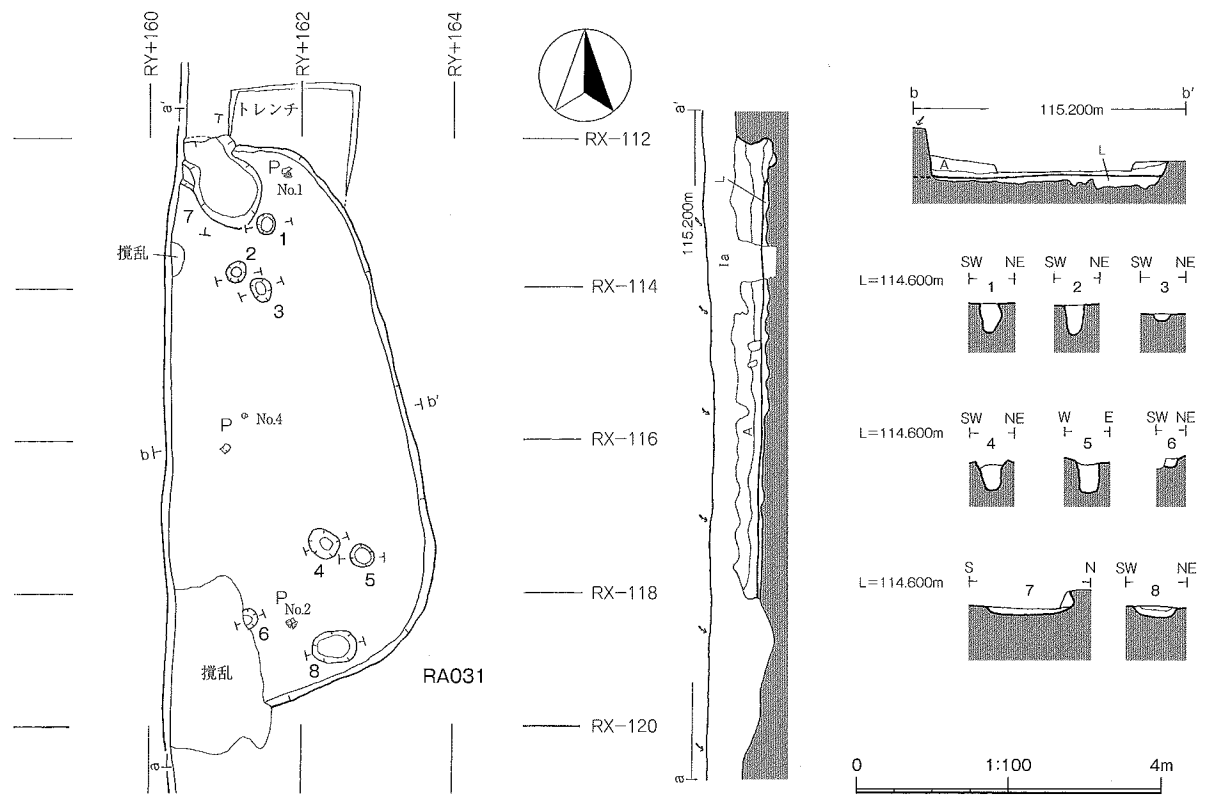 RY+160
RY+162
RY+164
a'
トレンチ
P
No.1
7
1
攪乱
2
3
P
No.4
b'
b
4
5
P
No.2
6
8
攪乱
RA031
a
RX-112
RX-114
RX-116
RX-118
RX-120
a'
115.200m
L
Ia
A
a
b
b'
115.200m
A
L
SW NE SW NE SW NE
L=114.600m
1 2 3
SW NE W E SW NE
L=114.600m
4 5 6
S N SW NE
L=114.600m
7 8
0 1:100 4m